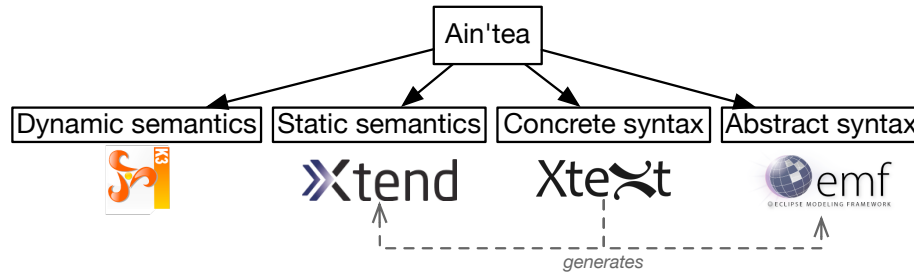 Ain'tea
Dynamic semantics
Static semantics
Concrete syntax
Abstract syntax
K3
Xtend
Xtext
emf
ECLIPSE MODELING FRAMEWORK
generates